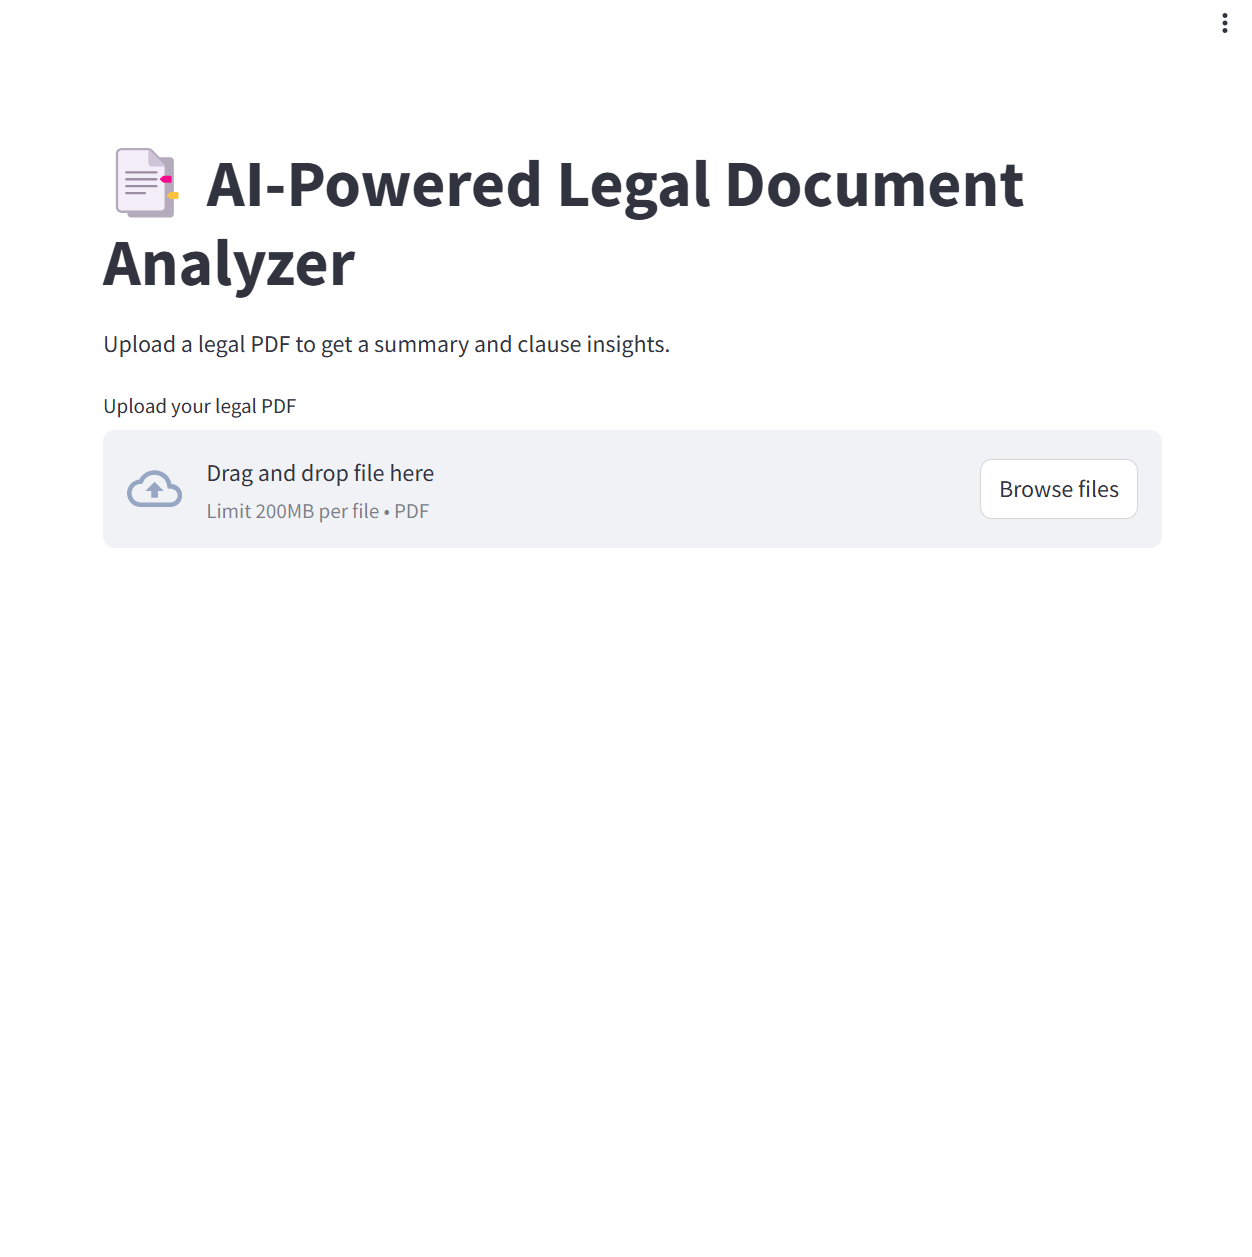 AI-Powered Legal Document
Analyzer
Upload a legal PDF to get a summary and clause insights.
Upload your legal PDF
Drag and drop file here
Limit 200MB per file • PDF
Browse files